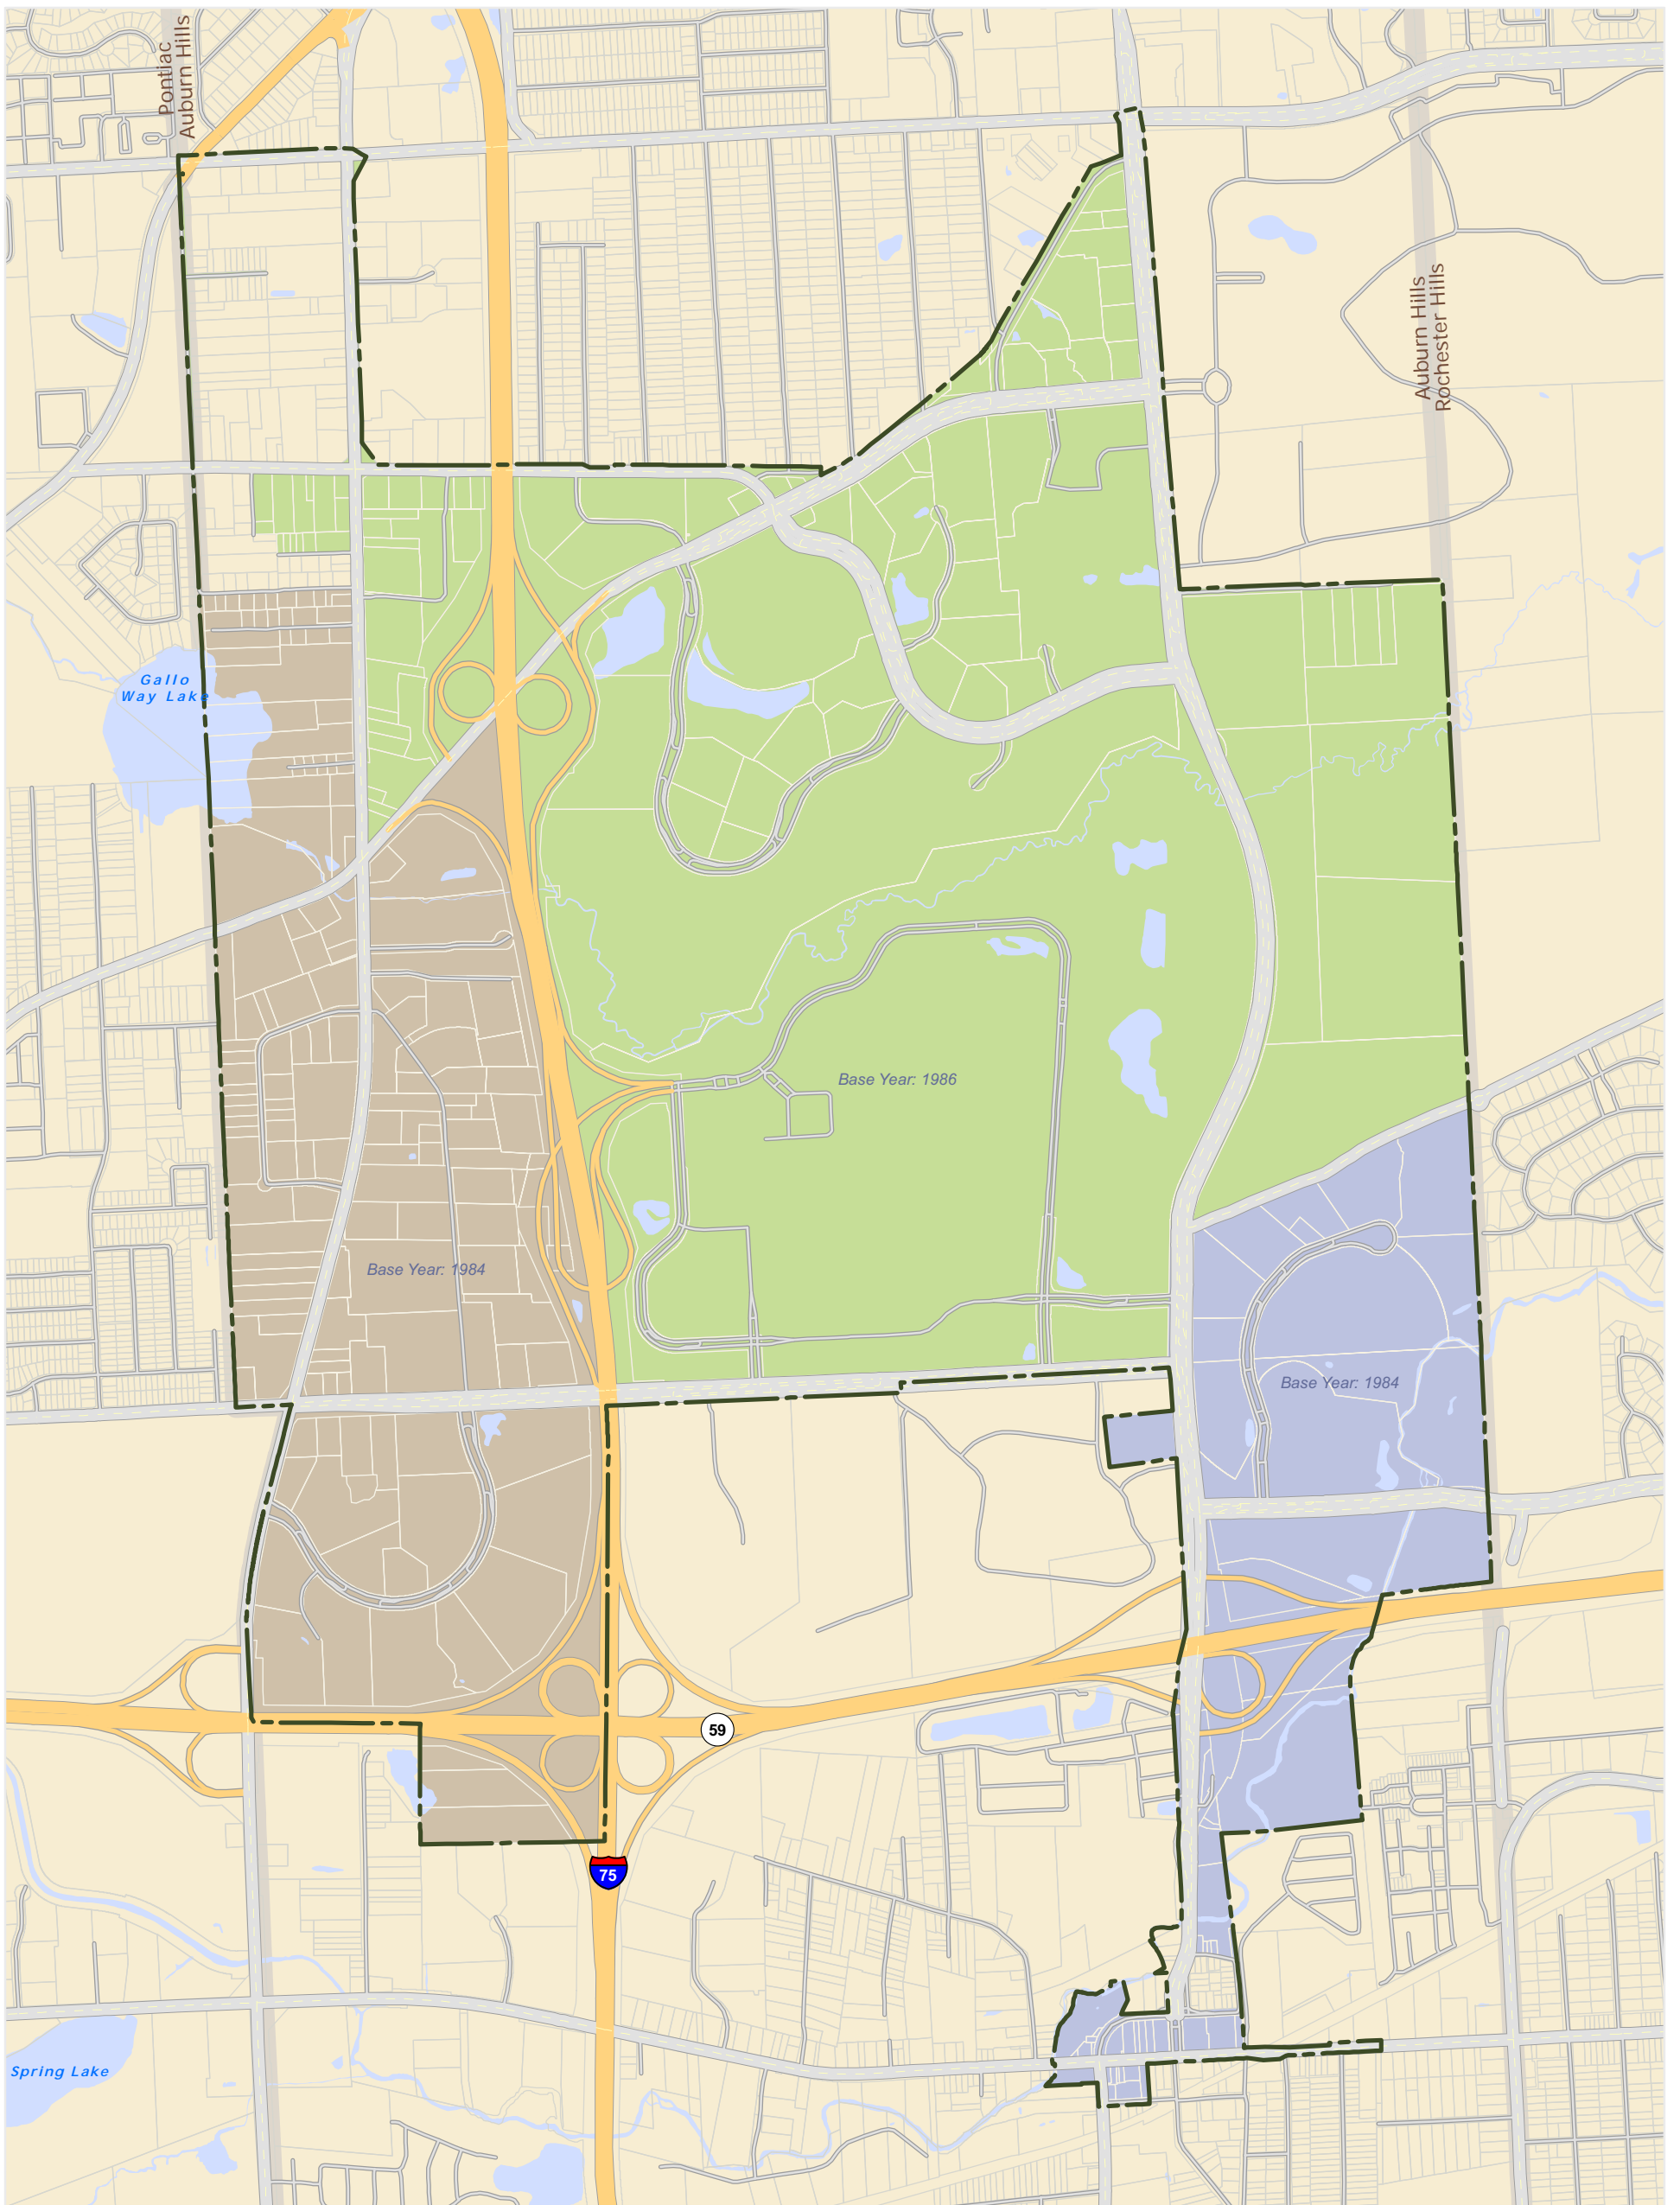 Pontiac
Auburn Hills
Auburn Hills
Rochester Hills
Gallo
Way Lake
Base Year: 1986
Base Year: 1984
Base Year: 1984
59
75
Spring Lake